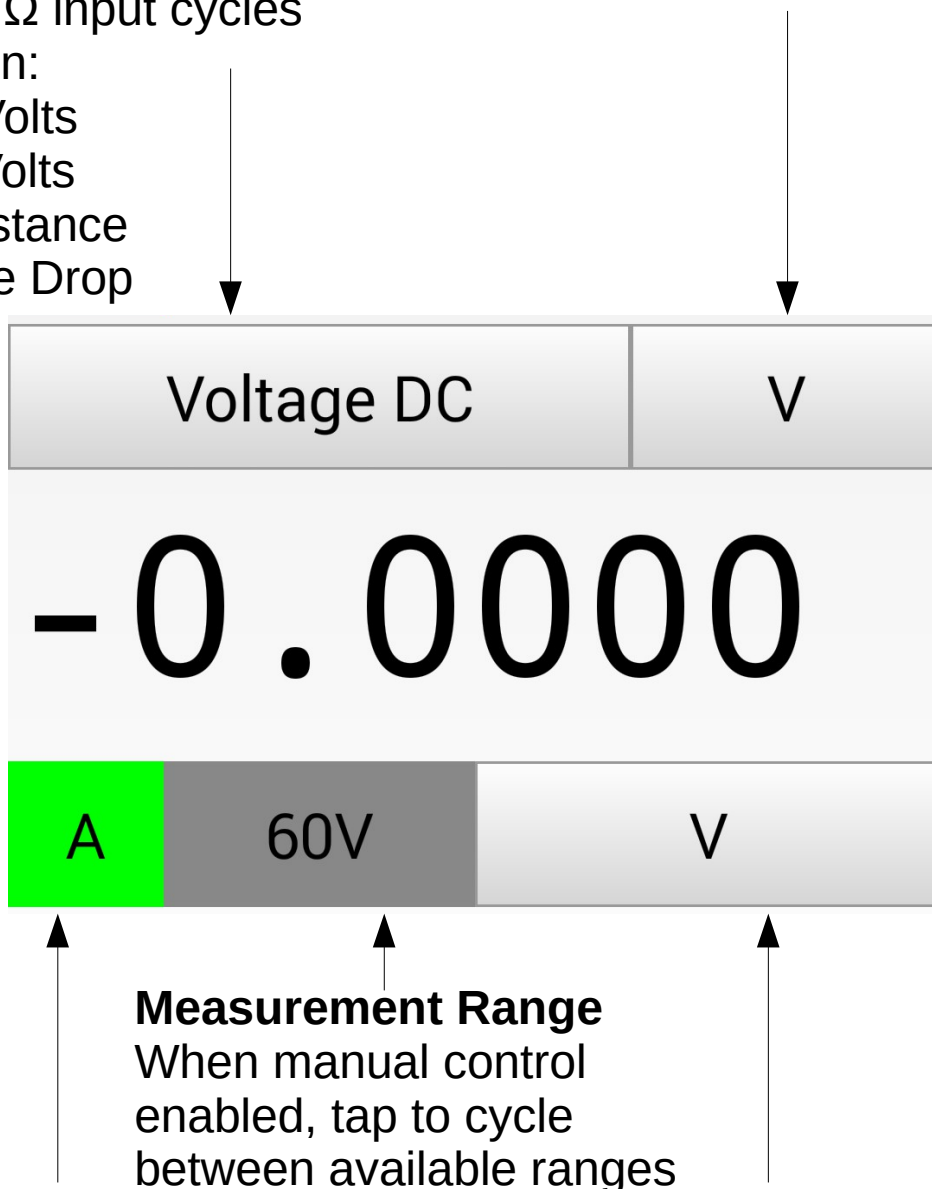 Ω input cycles
n:
Volts
Volts
stance
e Drop
Voltage DC V
-0.0000
A 60V V
Measurement Range
When manual control
enabled, tap to cycle
between available ranges